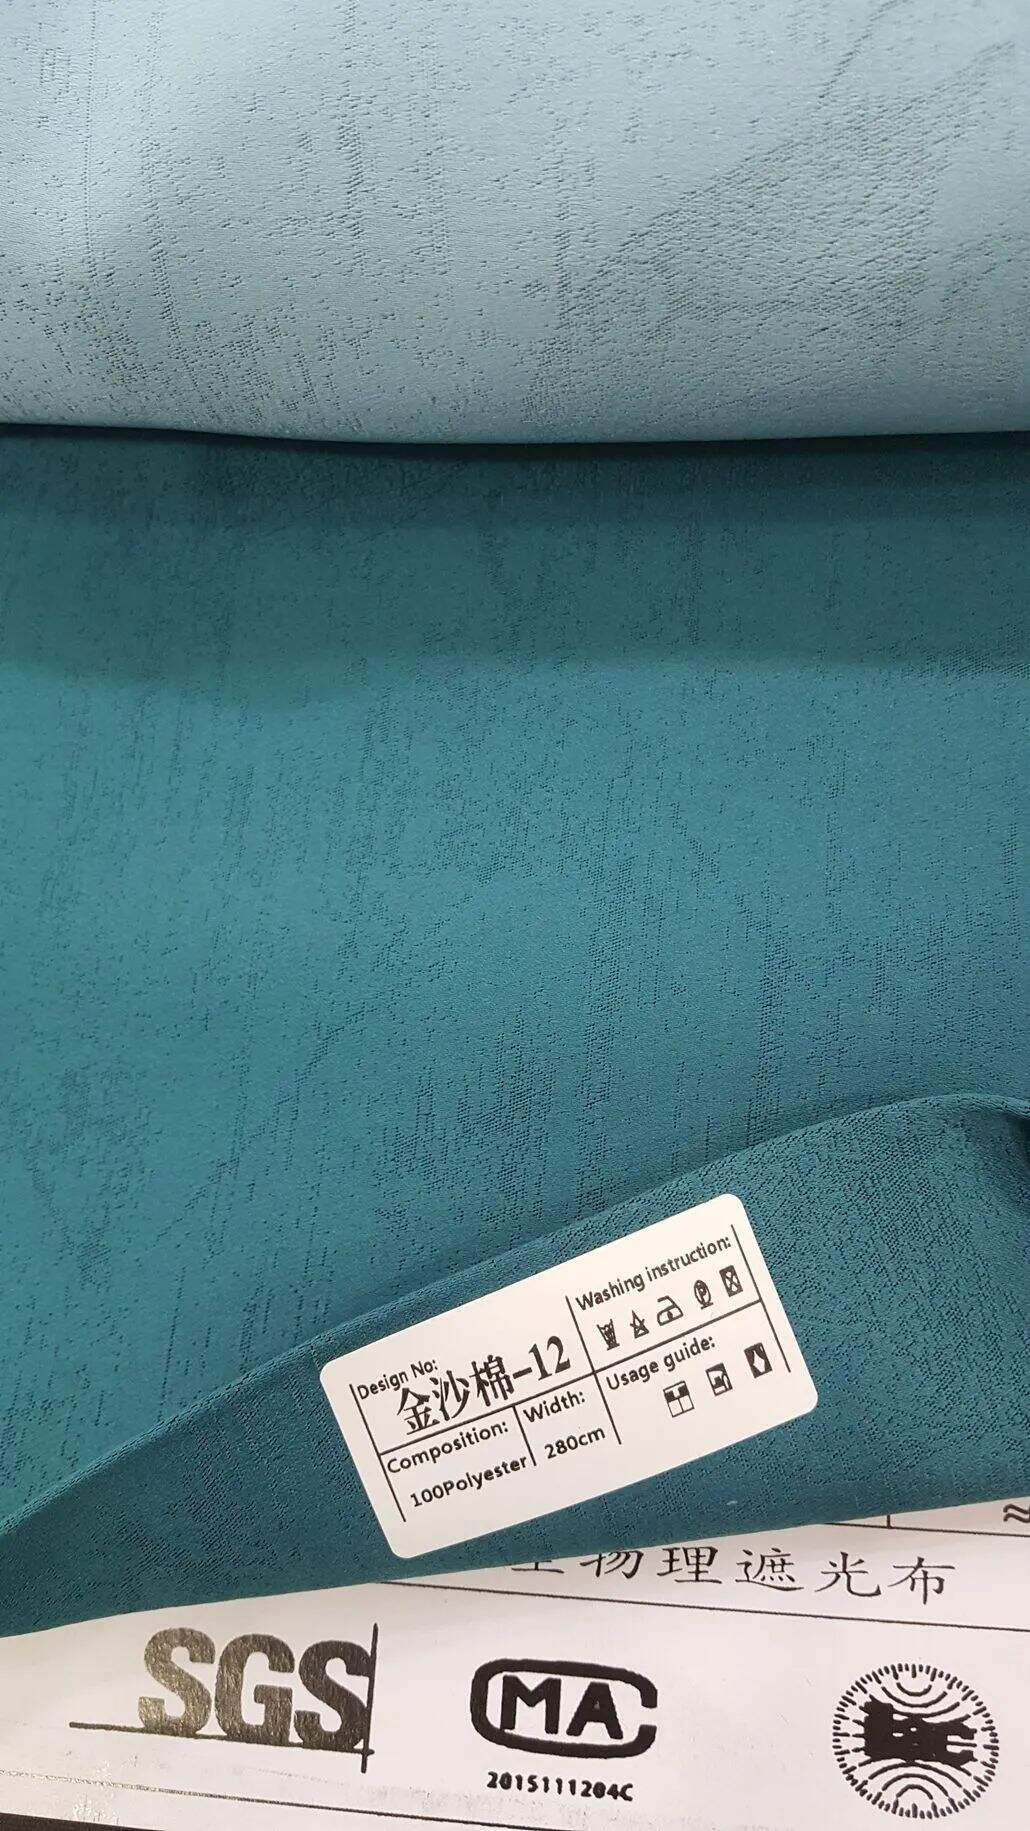 Design No:
金沙棉-12
Composition:
100Polyester
Width:
280cm
Washing instruction:
Usage guide:
物理遮光布
SGS
MA
2015111204C